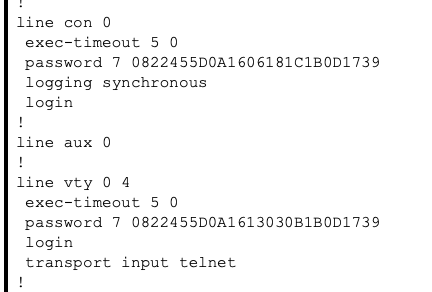 !
line con 0
exec-timeout 5 0
password 7 0822455D0A1606181C1B0D1739
logging synchronous
login
!
line aux 0
!
line vty 0 4
exec-timeout 5 0
password 7 0822455D0A1613030B1B0D1739
login
transport input telnet
!